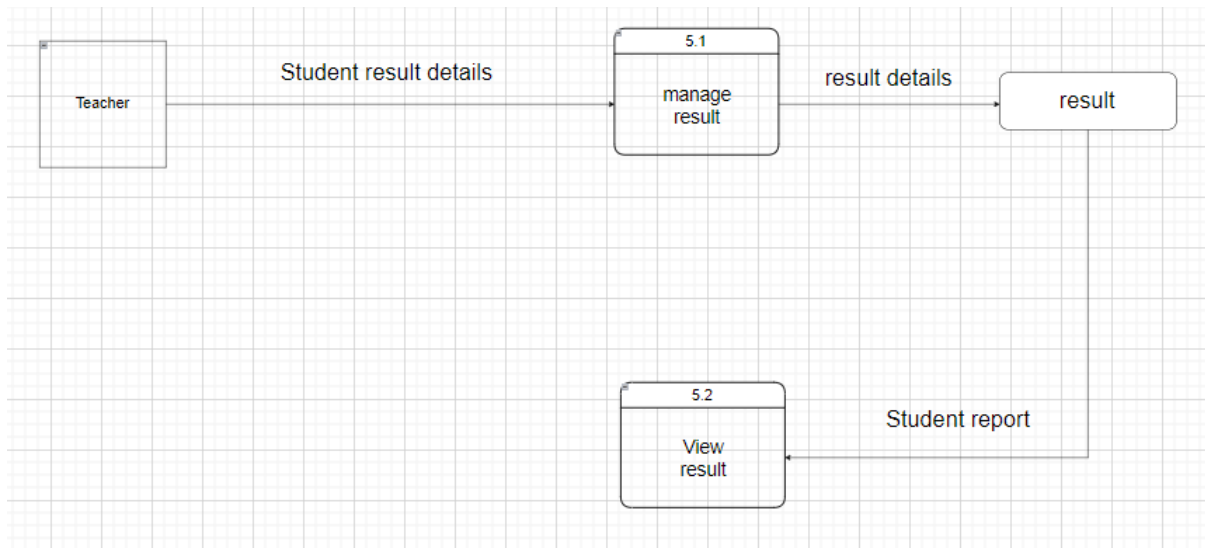 Teacher
Student result details
5.1
manage
result
result details
result
5.2
View
result
Student report